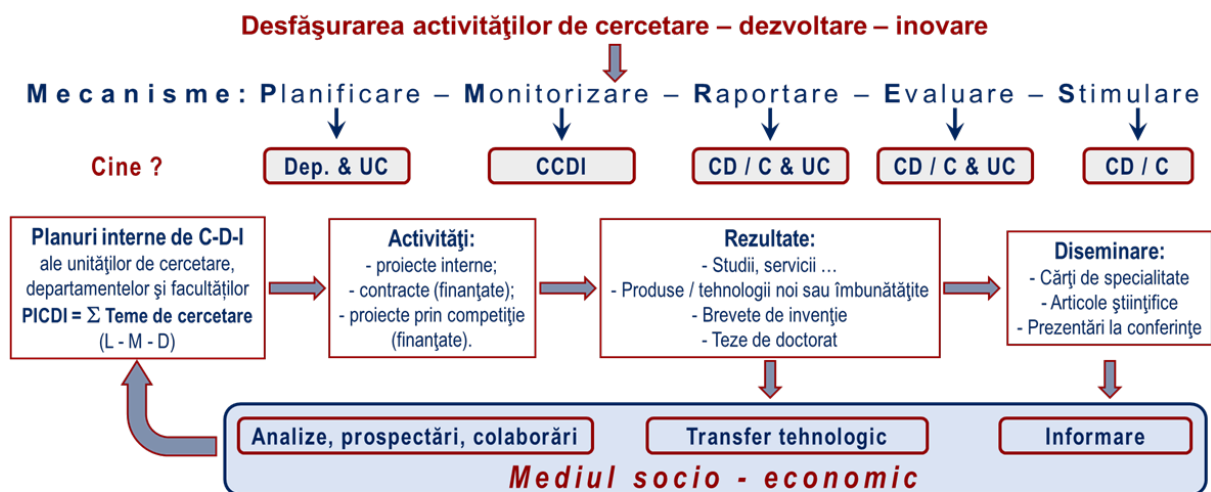 Desfăşurarea activităţilor de cercetare – dezvoltare – inovare
Mecanisme: Planificare – Monitorizare – Raportare – Evaluare – Stimulare
Cine ?
Dep. & UC
CCDI
CD / C & UC
CD / C & UC
CD / C
Planuri interne de C-D-I
ale unităţilor de cercetare,
departamentelor şi facultăților
PICDI = Σ Teme de cercetare
(L - M - D)
Activităţi:
- proiecte interne;
- contracte (finanţate);
- proiecte prin competiţie
(finanţate).
Rezultate:
- Studii, servicii ...
- Produse / tehnologii noi sau îmbunătăţite
- Brevete de invenţie
- Teze de doctorat
Diseminare:
- Cărţi de specialitate
- Articole ştiinţifice
- Prezentări la conferinţe
Analize, prospectări, colaborări
Transfer tehnologic
Informare
Mediul socio - economic